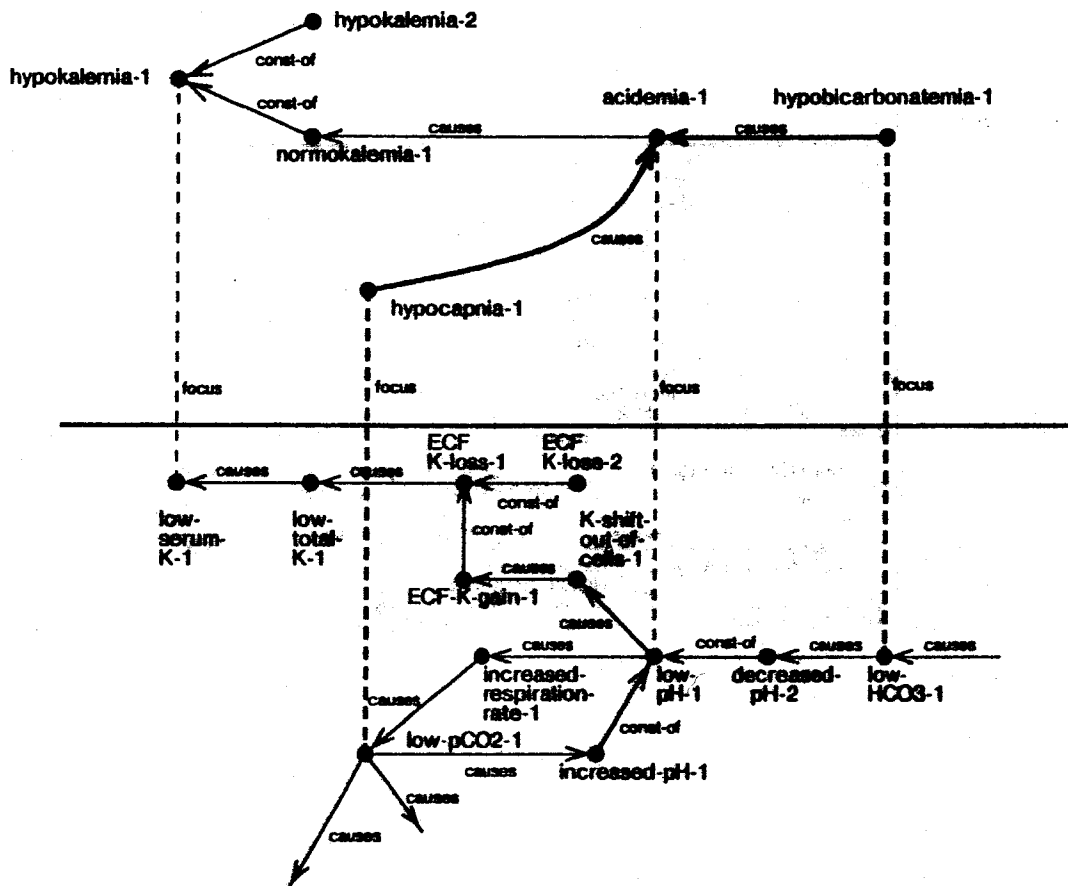 hypokalemia-2
const-of
hypokalemia-1
const-of
acidemia-1
hypobicarbonatemia-1
causes
causes
normokalemia-1
causes
hypocapnia-1
focus
focus
focus
focus
ECF
K-loss-1
ECF
K-loss-2
causes
causes
const-of
low-
serum-
K-1
low-
total-
K-1
const-of
K-shift-
out-of-
cells-1
causes
ECF-K-gain-1
causes
causes
const-of
causes
causes
increased-
respiration-
rate-1
low-
pH-1
decreased-
pH-2
low-
HCO3-1
causes
low-pCO2-1
const-of
causes
increased-pH-1
causes
causes